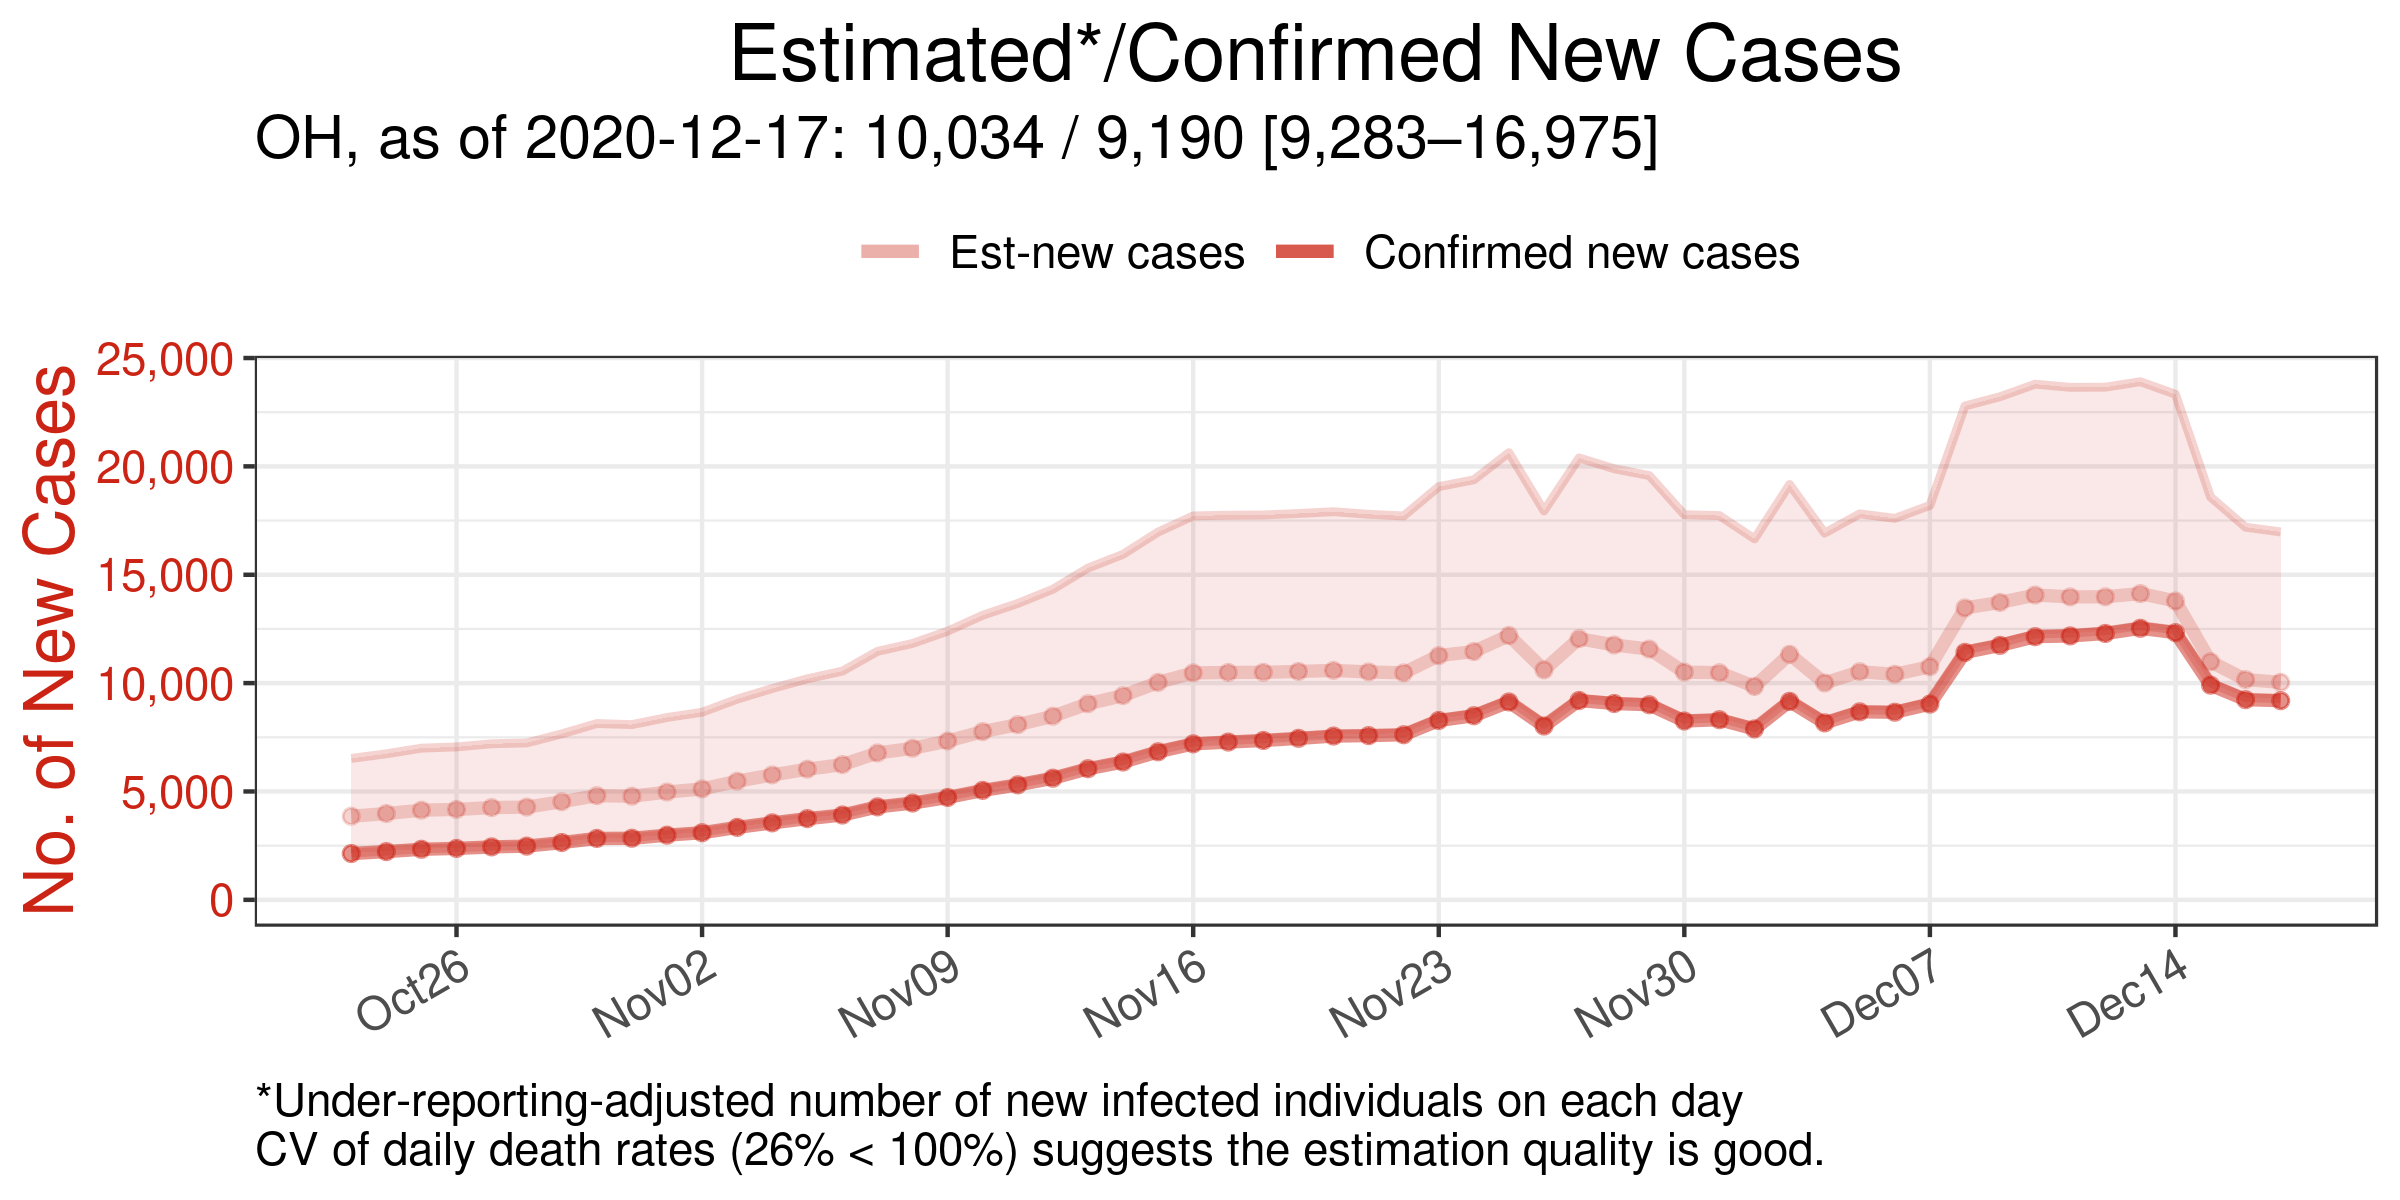 Estimated*/Confirmed New Cases
OH, as of 2020-12-17: 10,034 / 9,190 [9,283–16,975]
Est-new cases
Confirmed new cases
No. of New Cases
25,000
20,000
15,000
10,000
5,000
0
Oct26
Nov02
Nov09
Nov16
Nov23
Nov30
Dec07
Dec14
*Under-reporting-adjusted number of new infected individuals on each day
CV of daily death rates (26% < 100%) suggests the estimation quality is good.